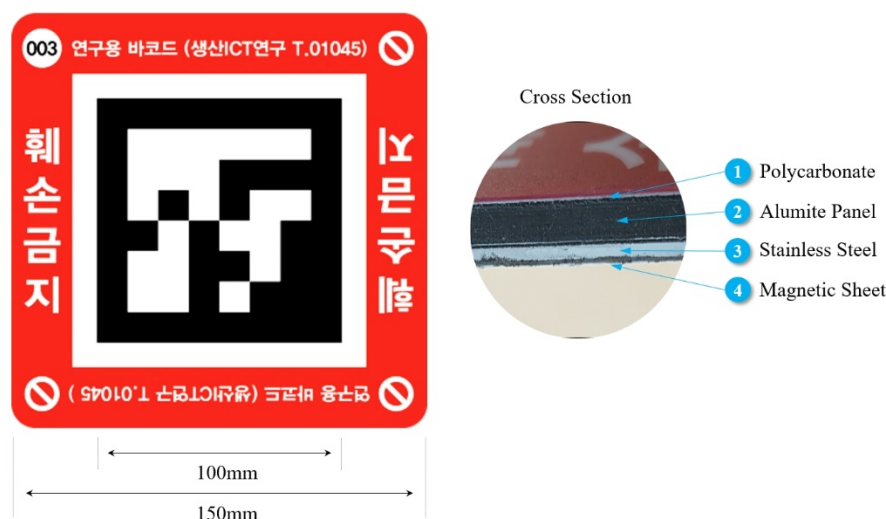 003 연구용 바코드 (생산ICT연구 T.01045)
훼손금지
훼손금지
연구용 바코드 (생산ICT연구 T.01045 )
100mm
150mm
Cross Section
1 Polycarbonate
2 Alumite Panel
3 Stainless Steel
4 Magnetic Sheet